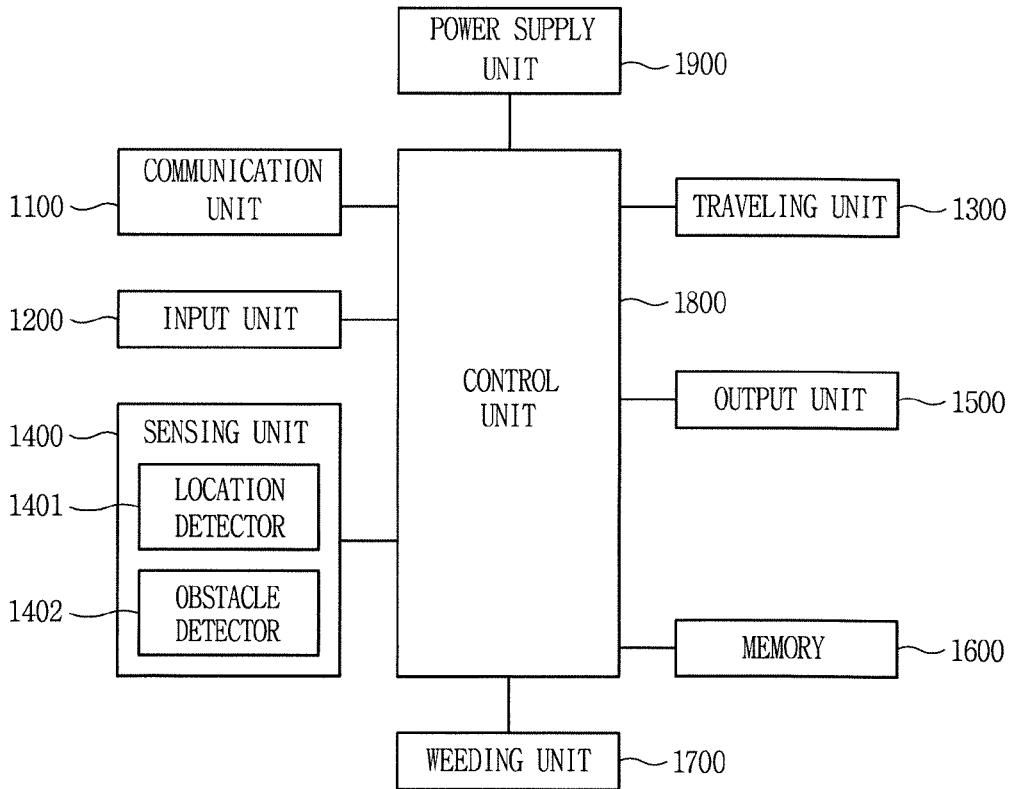 POWER SUPPLY
UNIT
1900
COMMUNICATION
UNIT
1100
TRAVELING UNIT
1300
INPUT UNIT
1200
1800
CONTROL
UNIT
OUTPUT UNIT
1500
1400
SENSING UNIT
1401
LOCATION
DETECTOR
1402
OBSTACLE
DETECTOR
MEMORY
1600
WEEDING UNIT
1700